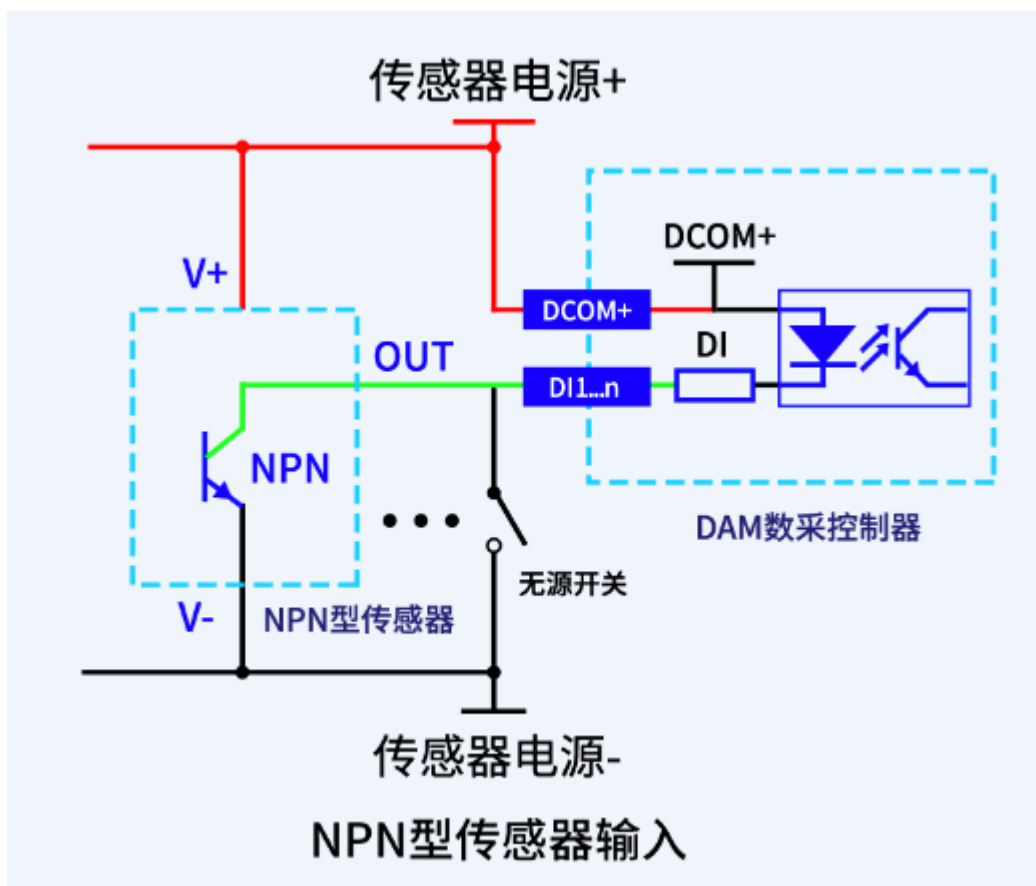 传感器电源+
DCOM+
V+
DCOM+
OUT
DI
DI1...n
NPN
DAM数采控制器
无源开关
V-
NPN型传感器
传感器电源-
NPN型传感器输入